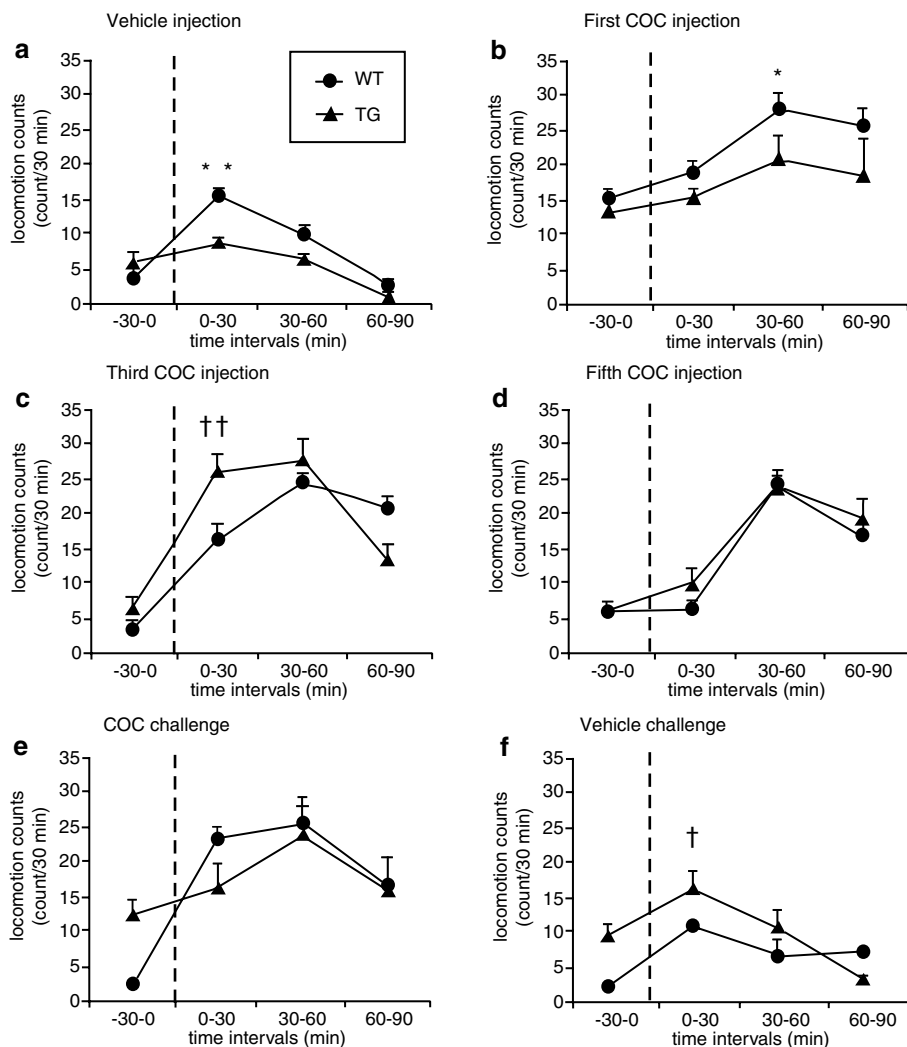 Vehicle injection
a
locomotion counts
(count/30 min)
35
30
25
20
15
10
5
0
* *
WT
TG
-30-0 0-30 30-60 60-90
time intervals (min)
First COC injection
b
locomotion counts
(count/30 min)
35
30
25
20
15
10
5
0
*
-30-0 0-30 30-60 60-90
time intervals (min)
Third COC injection
c
locomotion counts
(count/30 min)
35
30
25
20
15
10
5
0
††
-30-0 0-30 30-60 60-90
time intervals (min)
Fifth COC injection
d
locomotion counts
(count/30 min)
35
30
25
20
15
10
5
0
-30-0 0-30 30-60 60-90
time intervals (min)
COC challenge
e
locomotion counts
(count/30 min)
35
30
25
20
15
10
5
0
-30-0 0-30 30-60 60-90
time intervals (min)
Vehicle challenge
f
locomotion counts
(count/30 min)
35
30
25
20
15
10
5
0
†
-30-0 0-30 30-60 60-90
time intervals (min)